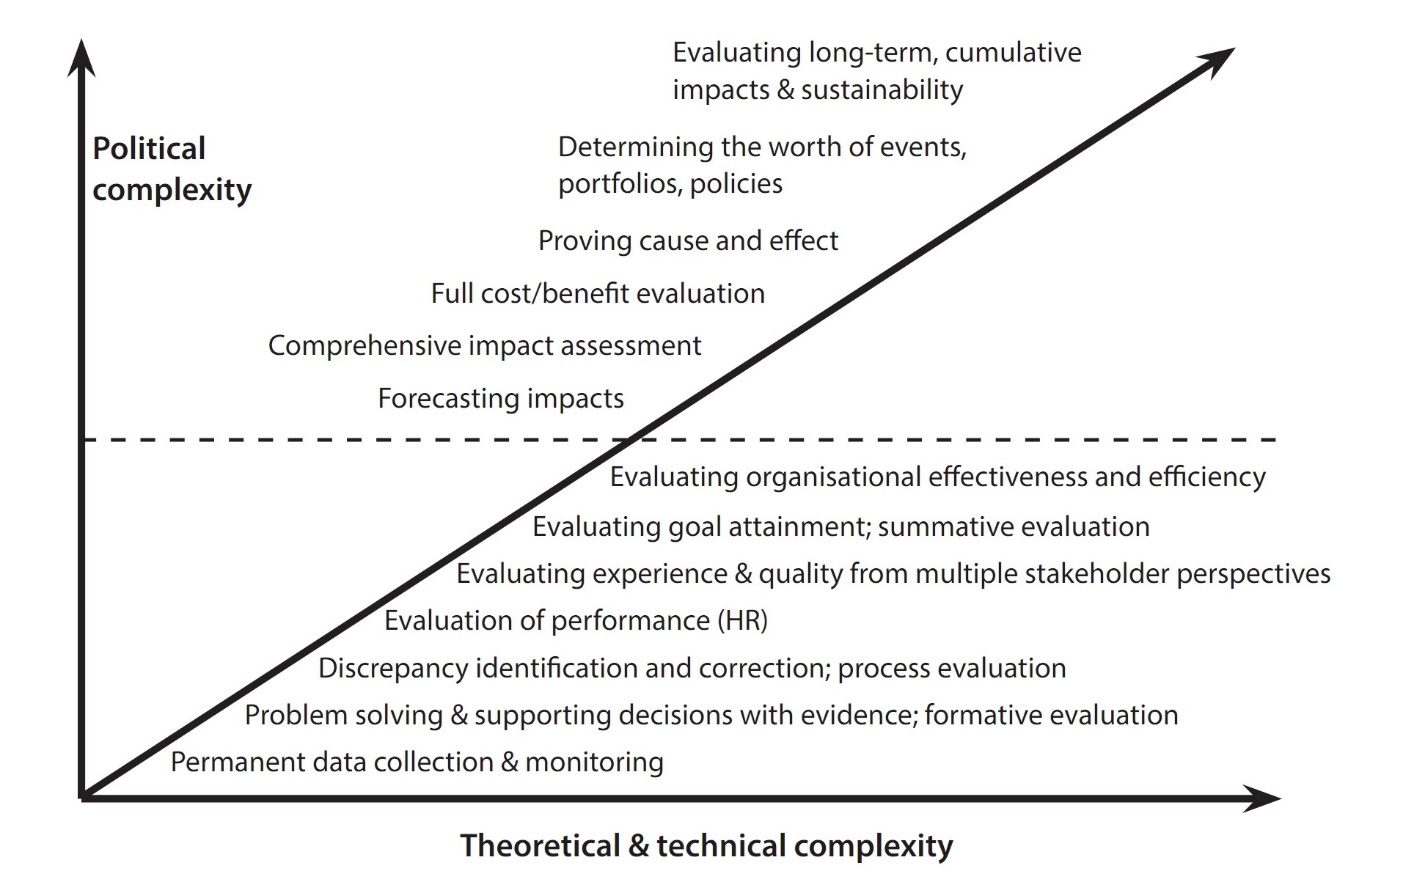 Evaluating long-term, cumulative
impacts & sustainability
Political
complexity
Determining the worth of events,
portfolios, policies
Proving cause and effect
Full cost/benefit evaluation
Comprehensive impact assessment
Forecasting impacts
Evaluating organisational effectiveness and efficiency
Evaluating goal attainment; summative evaluation
Evaluating experience & quality from multiple stakeholder perspectives
Evaluation of performance (HR)
Discrepancy identification and correction; process evaluation
Problem solving & supporting decisions with evidence; formative evaluation
Permanent data collection & monitoring
Theoretical & technical complexity